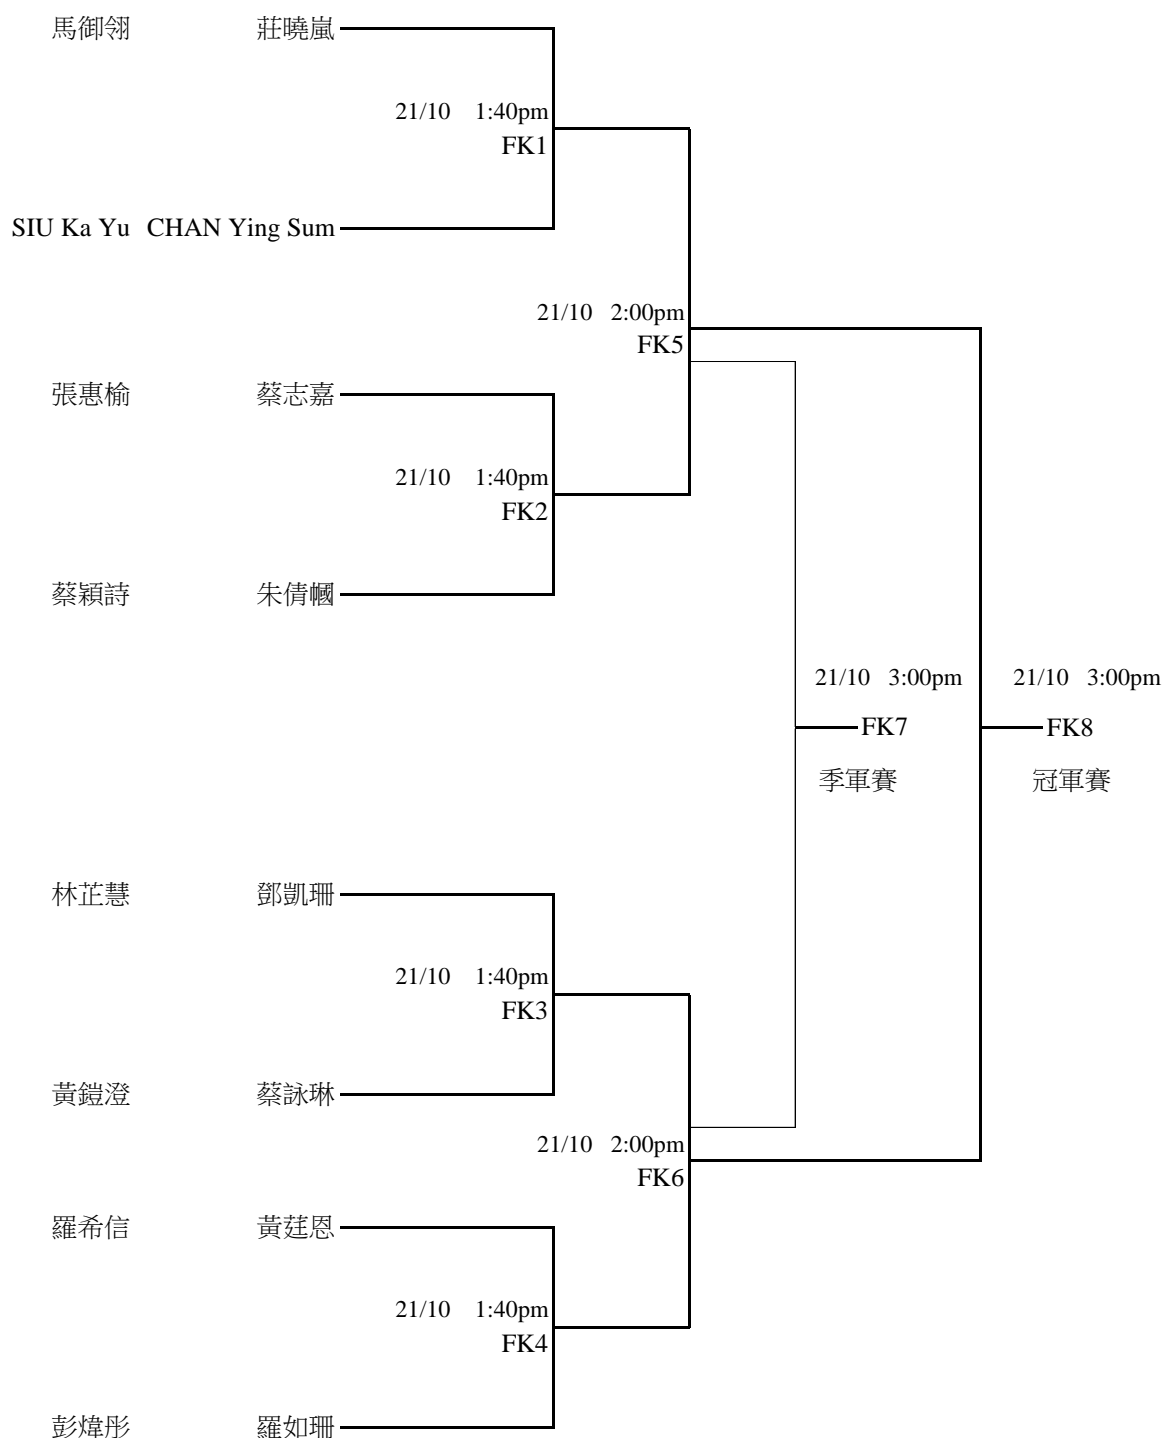 馬御翎 莊曉嵐
21/10 1:40pm
FK1
SIU Ka Yu CHAN Ying Sum
21/10 2:00pm
FK5
張惠榆 蔡志嘉
21/10 1:40pm
FK2
蔡穎詩 朱倩幗
21/10 3:00pm 21/10 3:00pm
FK7 FK8
季軍賽 冠軍賽
林芷慧 鄧凱珊
21/10 1:40pm
FK3
黃鎧澄 蔡詠琳
21/10 2:00pm
FK6
羅希信 黃莛恩
21/10 1:40pm
FK4
彭煒彤 羅如珊